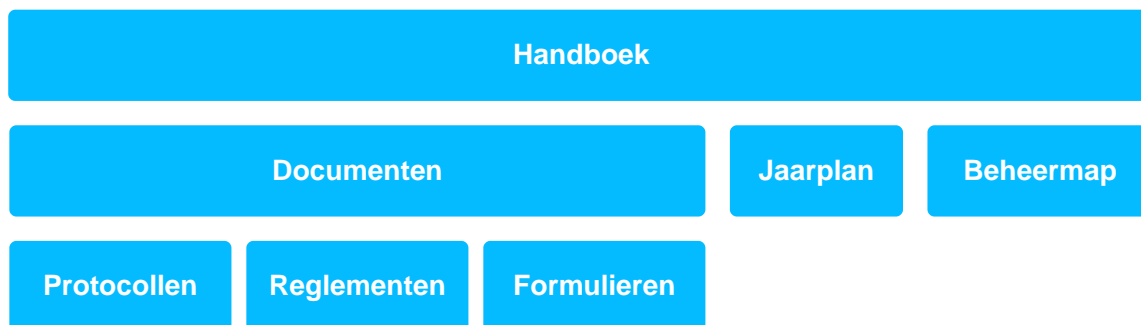 Handboek
Documenten Jaarplan Beheermap
Protocollen Reglementen Formulieren